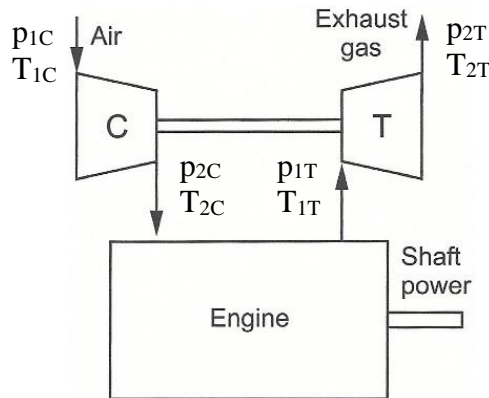 p1C
T1C
Air
Exhaust
gas
p2T
T2T
C
T
p2C
T2C
p1T
T1T
Shaft
power
Engine